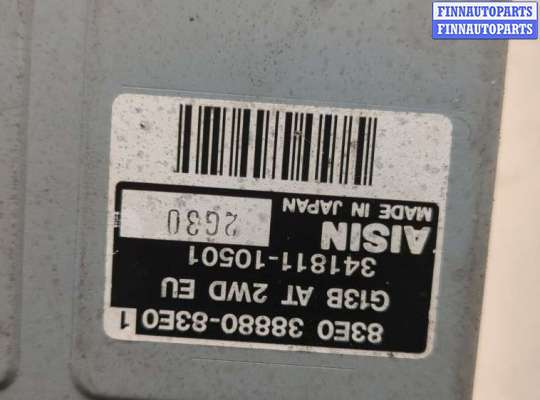 FINNAUTOPARTS
FINNAUTOPARTS
83E0 38880-83E0 1
G13B AT 2WD EU
341811-10501
AISIN
MADE IN JAPAN
2G30